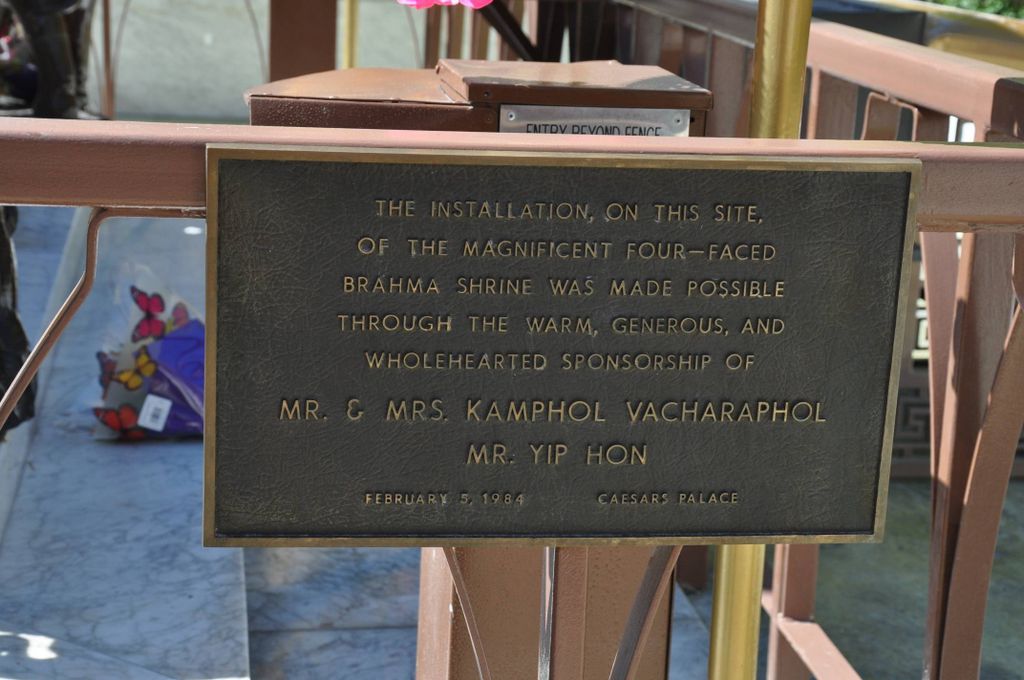 ENTRY BEYOND FENCE
THE INSTALLATION, ON THIS SITE,
OF THE MAGNIFICENT FOUR-FACED
BRAHMA SHRINE WAS MADE POSSIBLE
THROUGH THE WARM, GENEROUS, AND
WHOLEHEARTED SPONSORSHIP OF
MR. & MRS. KAMPHOL VACHARAPHOL
MR. YIP HON
FEBRUARY 5, 1984 CAESARS PALACE